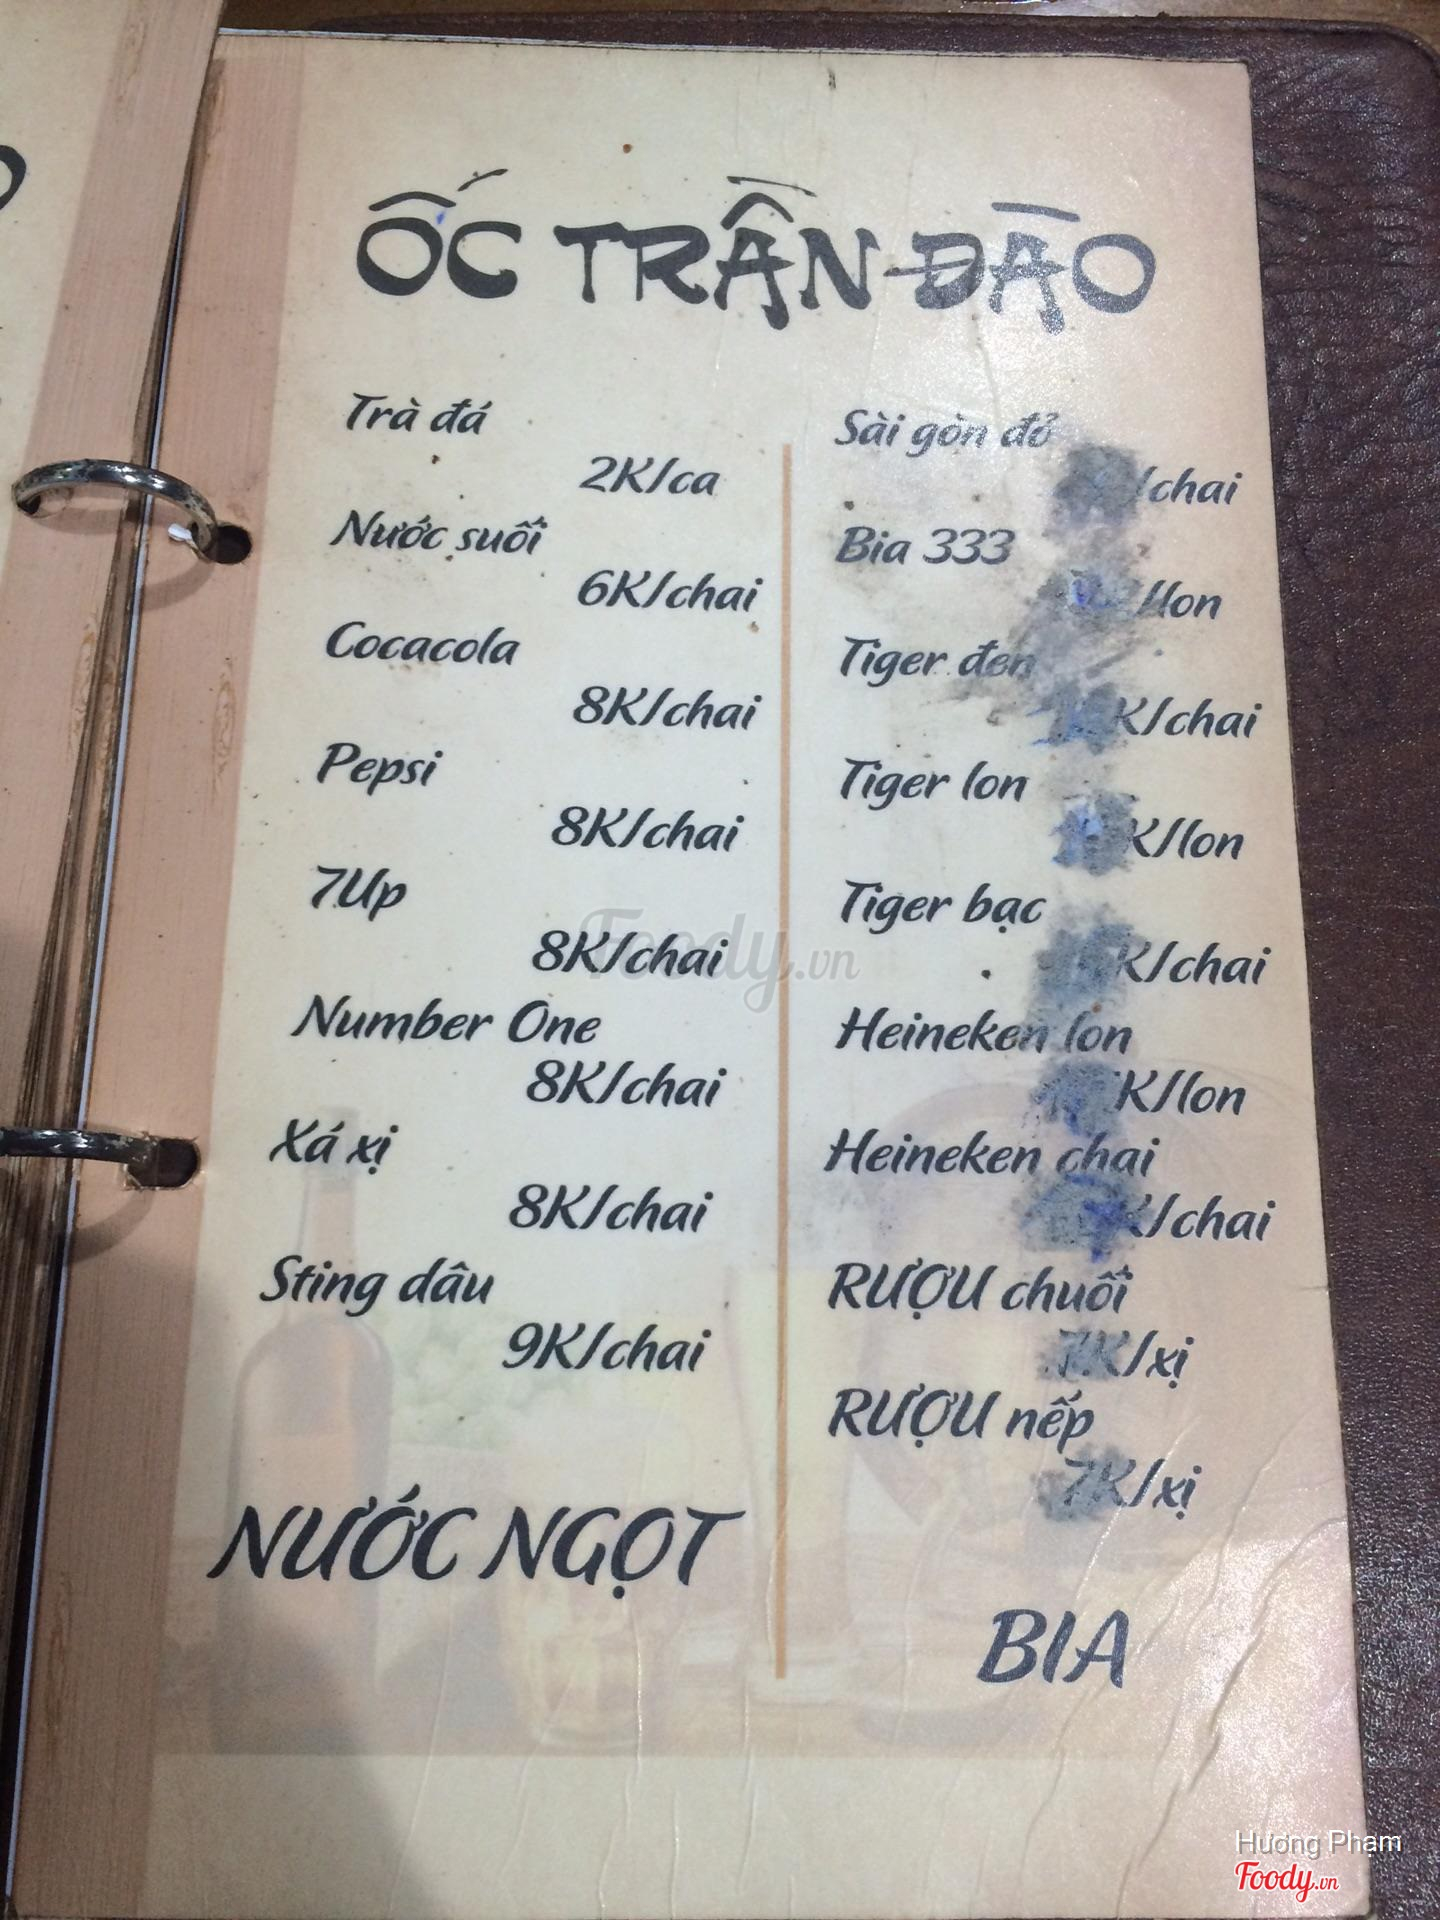 ỐC TRẦN ĐÀO
Trà đá
2K/ca
Nước suối
6K/chai
Cocacola
8K/chai
Pepsi
8K/chai
7Up
8K/chai
Number One
8K/chai
Xá xị
8K/chai
Sting dâu
9K/chai
NƯỚC NGỌT
Sài gòn đỏ
/chai
Bia 333
/lon
Tiger đen
K/chai
Tiger lon
K/lon
Tiger bạc
K/chai
Heineken lon
K/lon
Heineken chai
K/chai
RƯỢU chuối
7K/xị
RƯỢU nếp
7K/xị
BIA
Foody.vn
Hương Phạm
Foody.vn